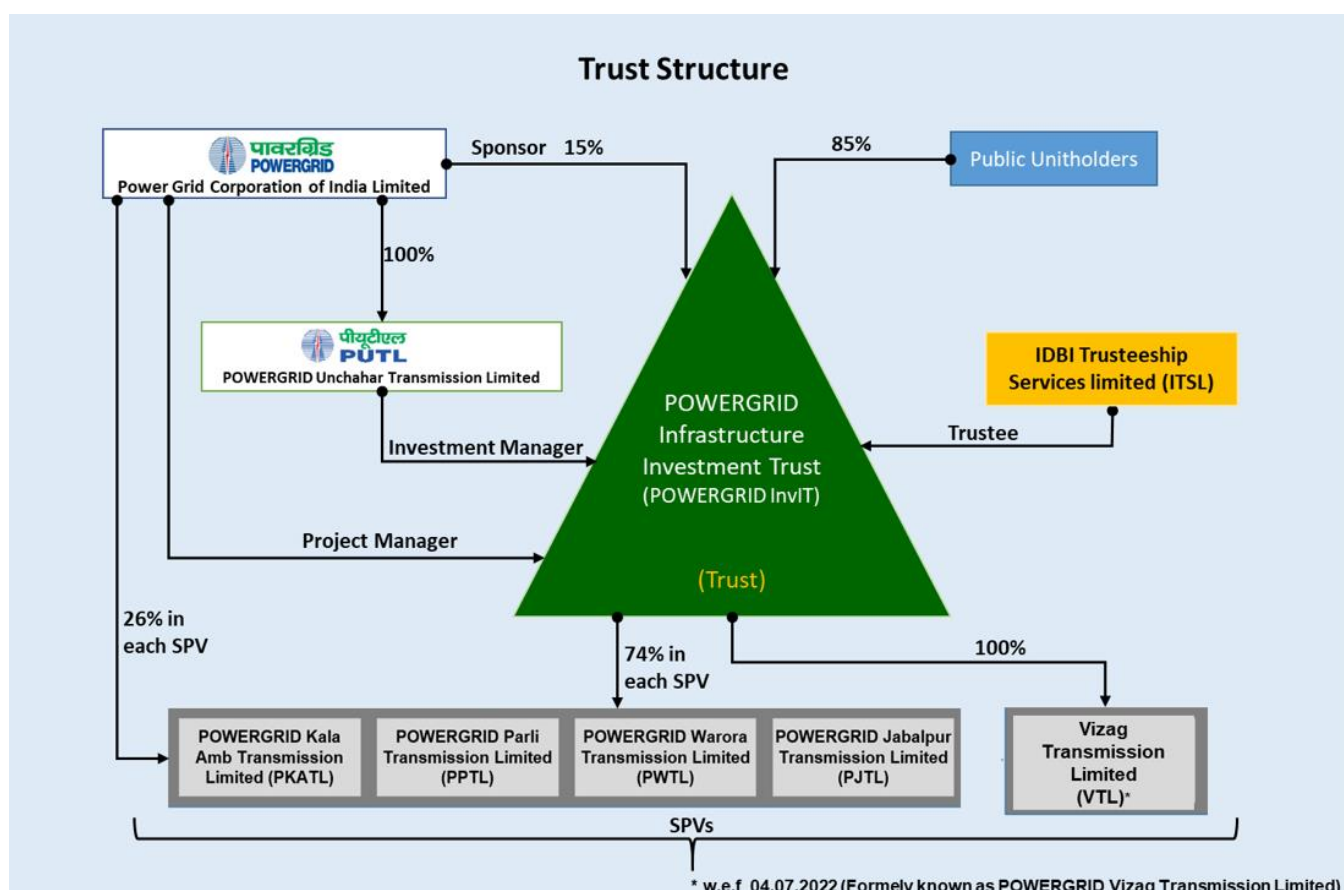 Trust Structure
पावरग्रिड
POWERGRID
Power Grid Corporation of India Limited
Sponsor 15%
85%
Public Unitholders
100%
पीयूटीएल
PUTL
POWERGRID Unchahar Transmission Limited
IDBI Trusteeship
Services limited (ITSL)
Trustee
Investment Manager
POWERGRID
Infrastructure
Investment Trust
(POWERGRID InvIT)
Project Manager
(Trust)
26% in
each SPV
74% in
each SPV
100%
POWERGRID Kala
Amb Transmission
Limited (PKATL)
POWERGRID Parli
Transmission Limited
(PPTL)
POWERGRID Warora
Transmission Limited
(PWTL)
POWERGRID Jabalpur
Transmission Limited
(PJTL)
Vizag
Transmission
Limited
(VTL)*
SPVs
* w.e.f 04.07.2022 (Formely known as POWERGRID Vizag Transmission Limited)